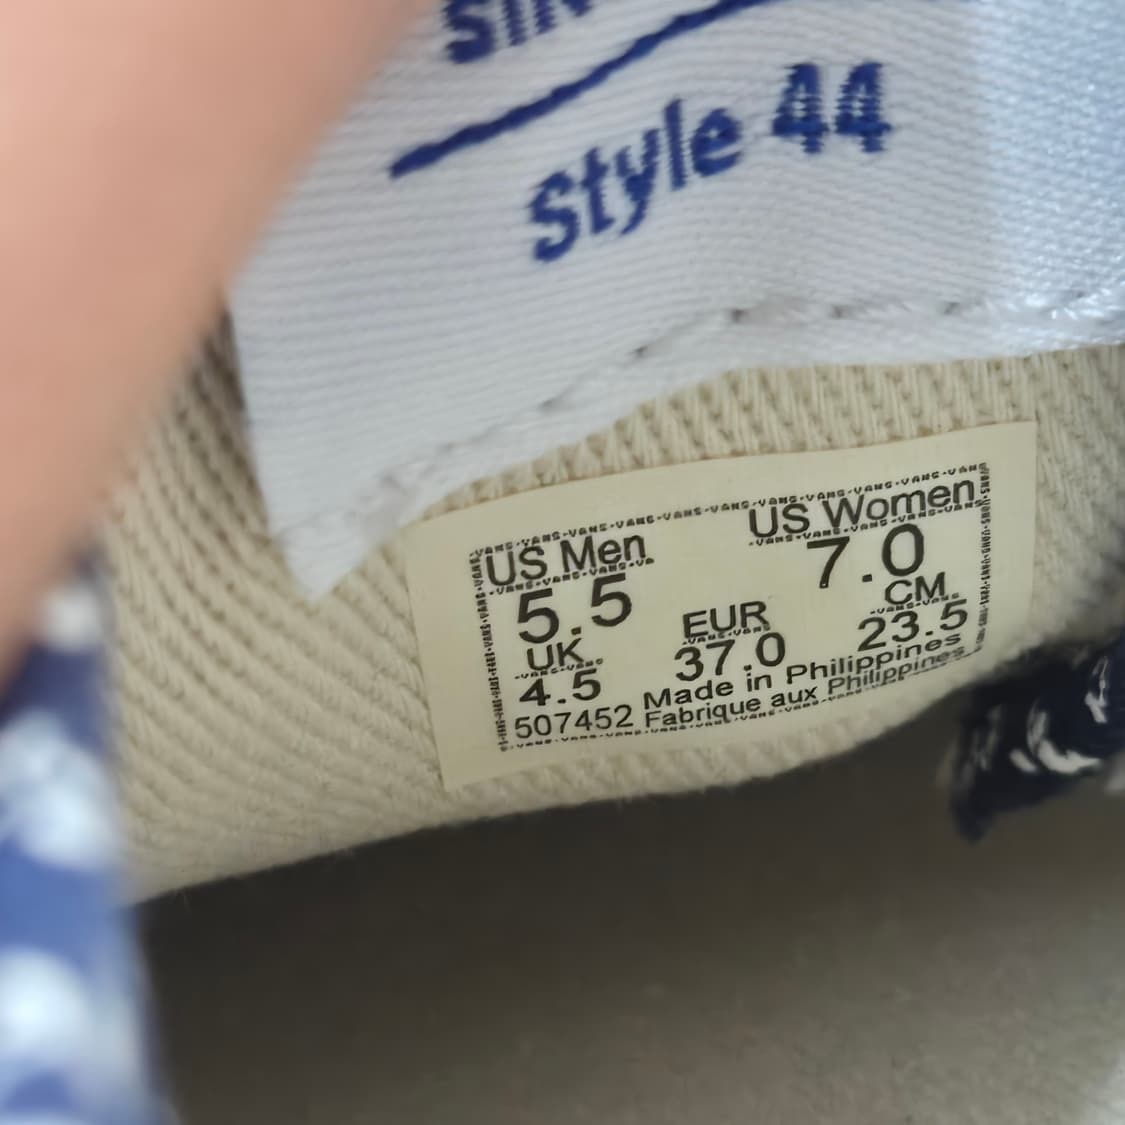 Style 44
US Men US Women
5.5 7.0
UK EUR CM
4.5 37.0 23.5
Made in Philippines
507452 Fabrique aux Philippines